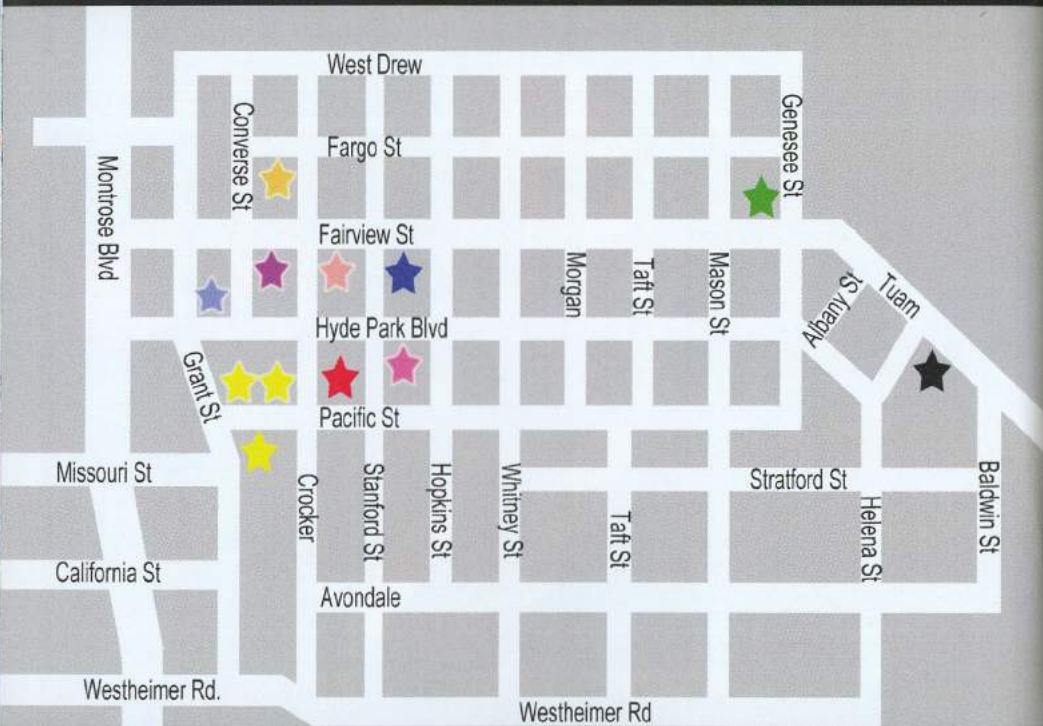 West Drew
Converse St
Genesee St
Fargo St
Montrose Blvd
Fairview St
Morgan
Taft St
Mason St
Albany St
Tuam
Hyde Park Blvd
Grant St
Pacific St
Missouri St
Crocker
Stanford St
Hopkins St
Whitney St
Stratford St
Baldwin St
Taft St
Helena St
California St
Avondale
Westheimer Rd.
Westheimer Rd